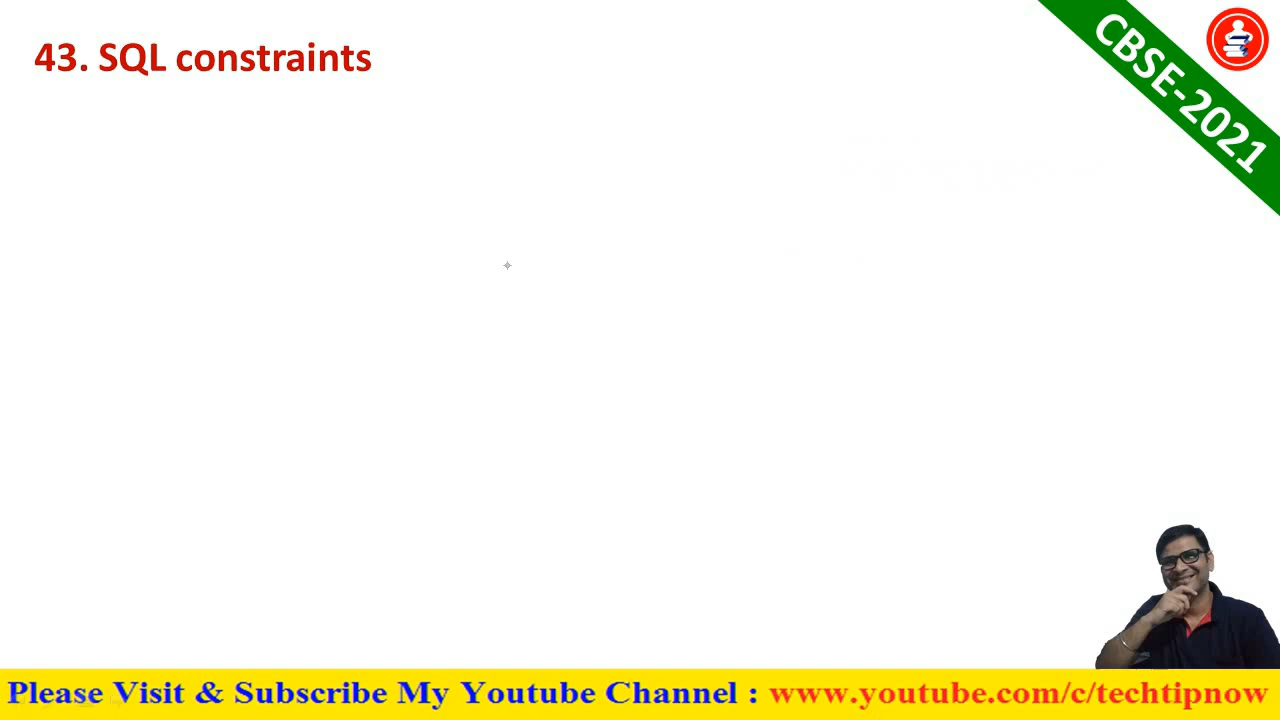 43. SQL constraints
CBSE-2021
Please Visit & Subscribe My Youtube Channel : www.youtube.com/c/techtipnow